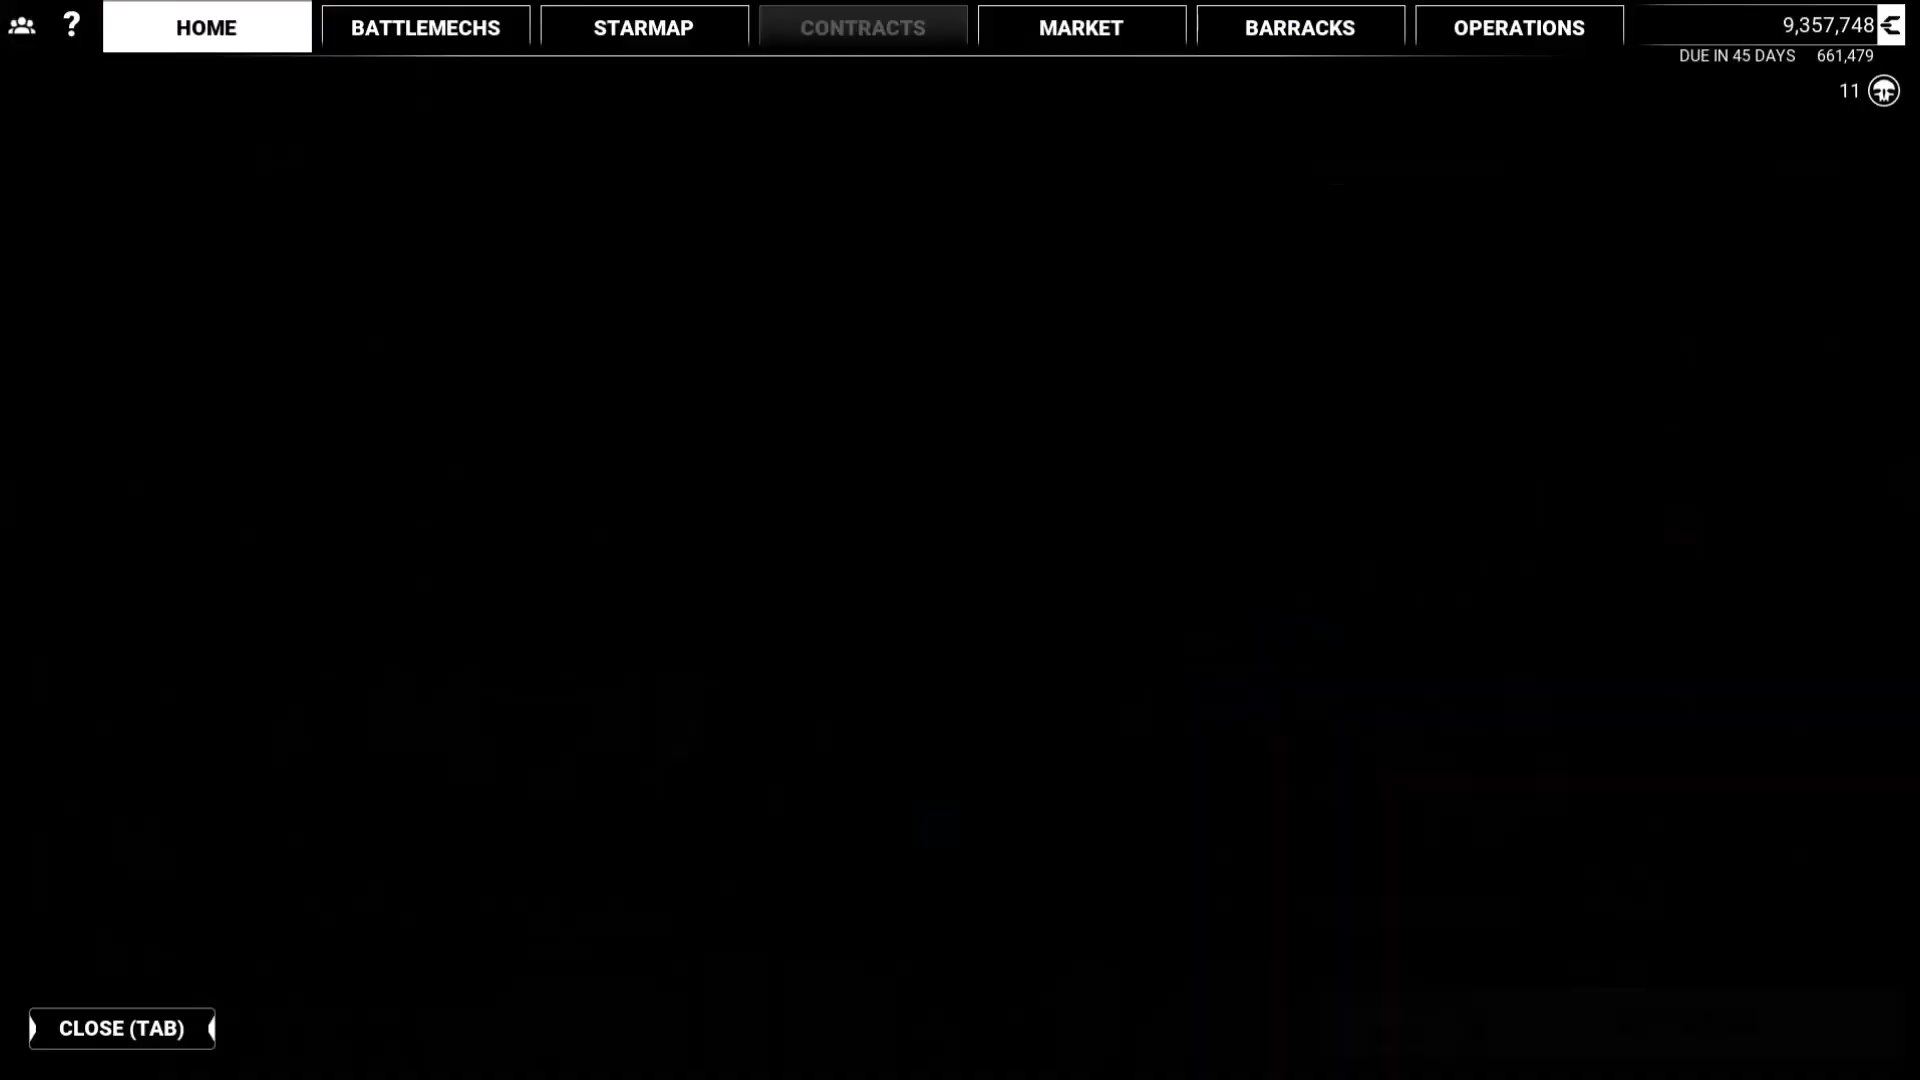 ?
HOME
BATTLEMECHS
STARMAP
CONTRACTS
MARKET
BARRACKS
OPERATIONS
9,357,748
DUE IN 45 DAYS 661,479
11
CLOSE (TAB)